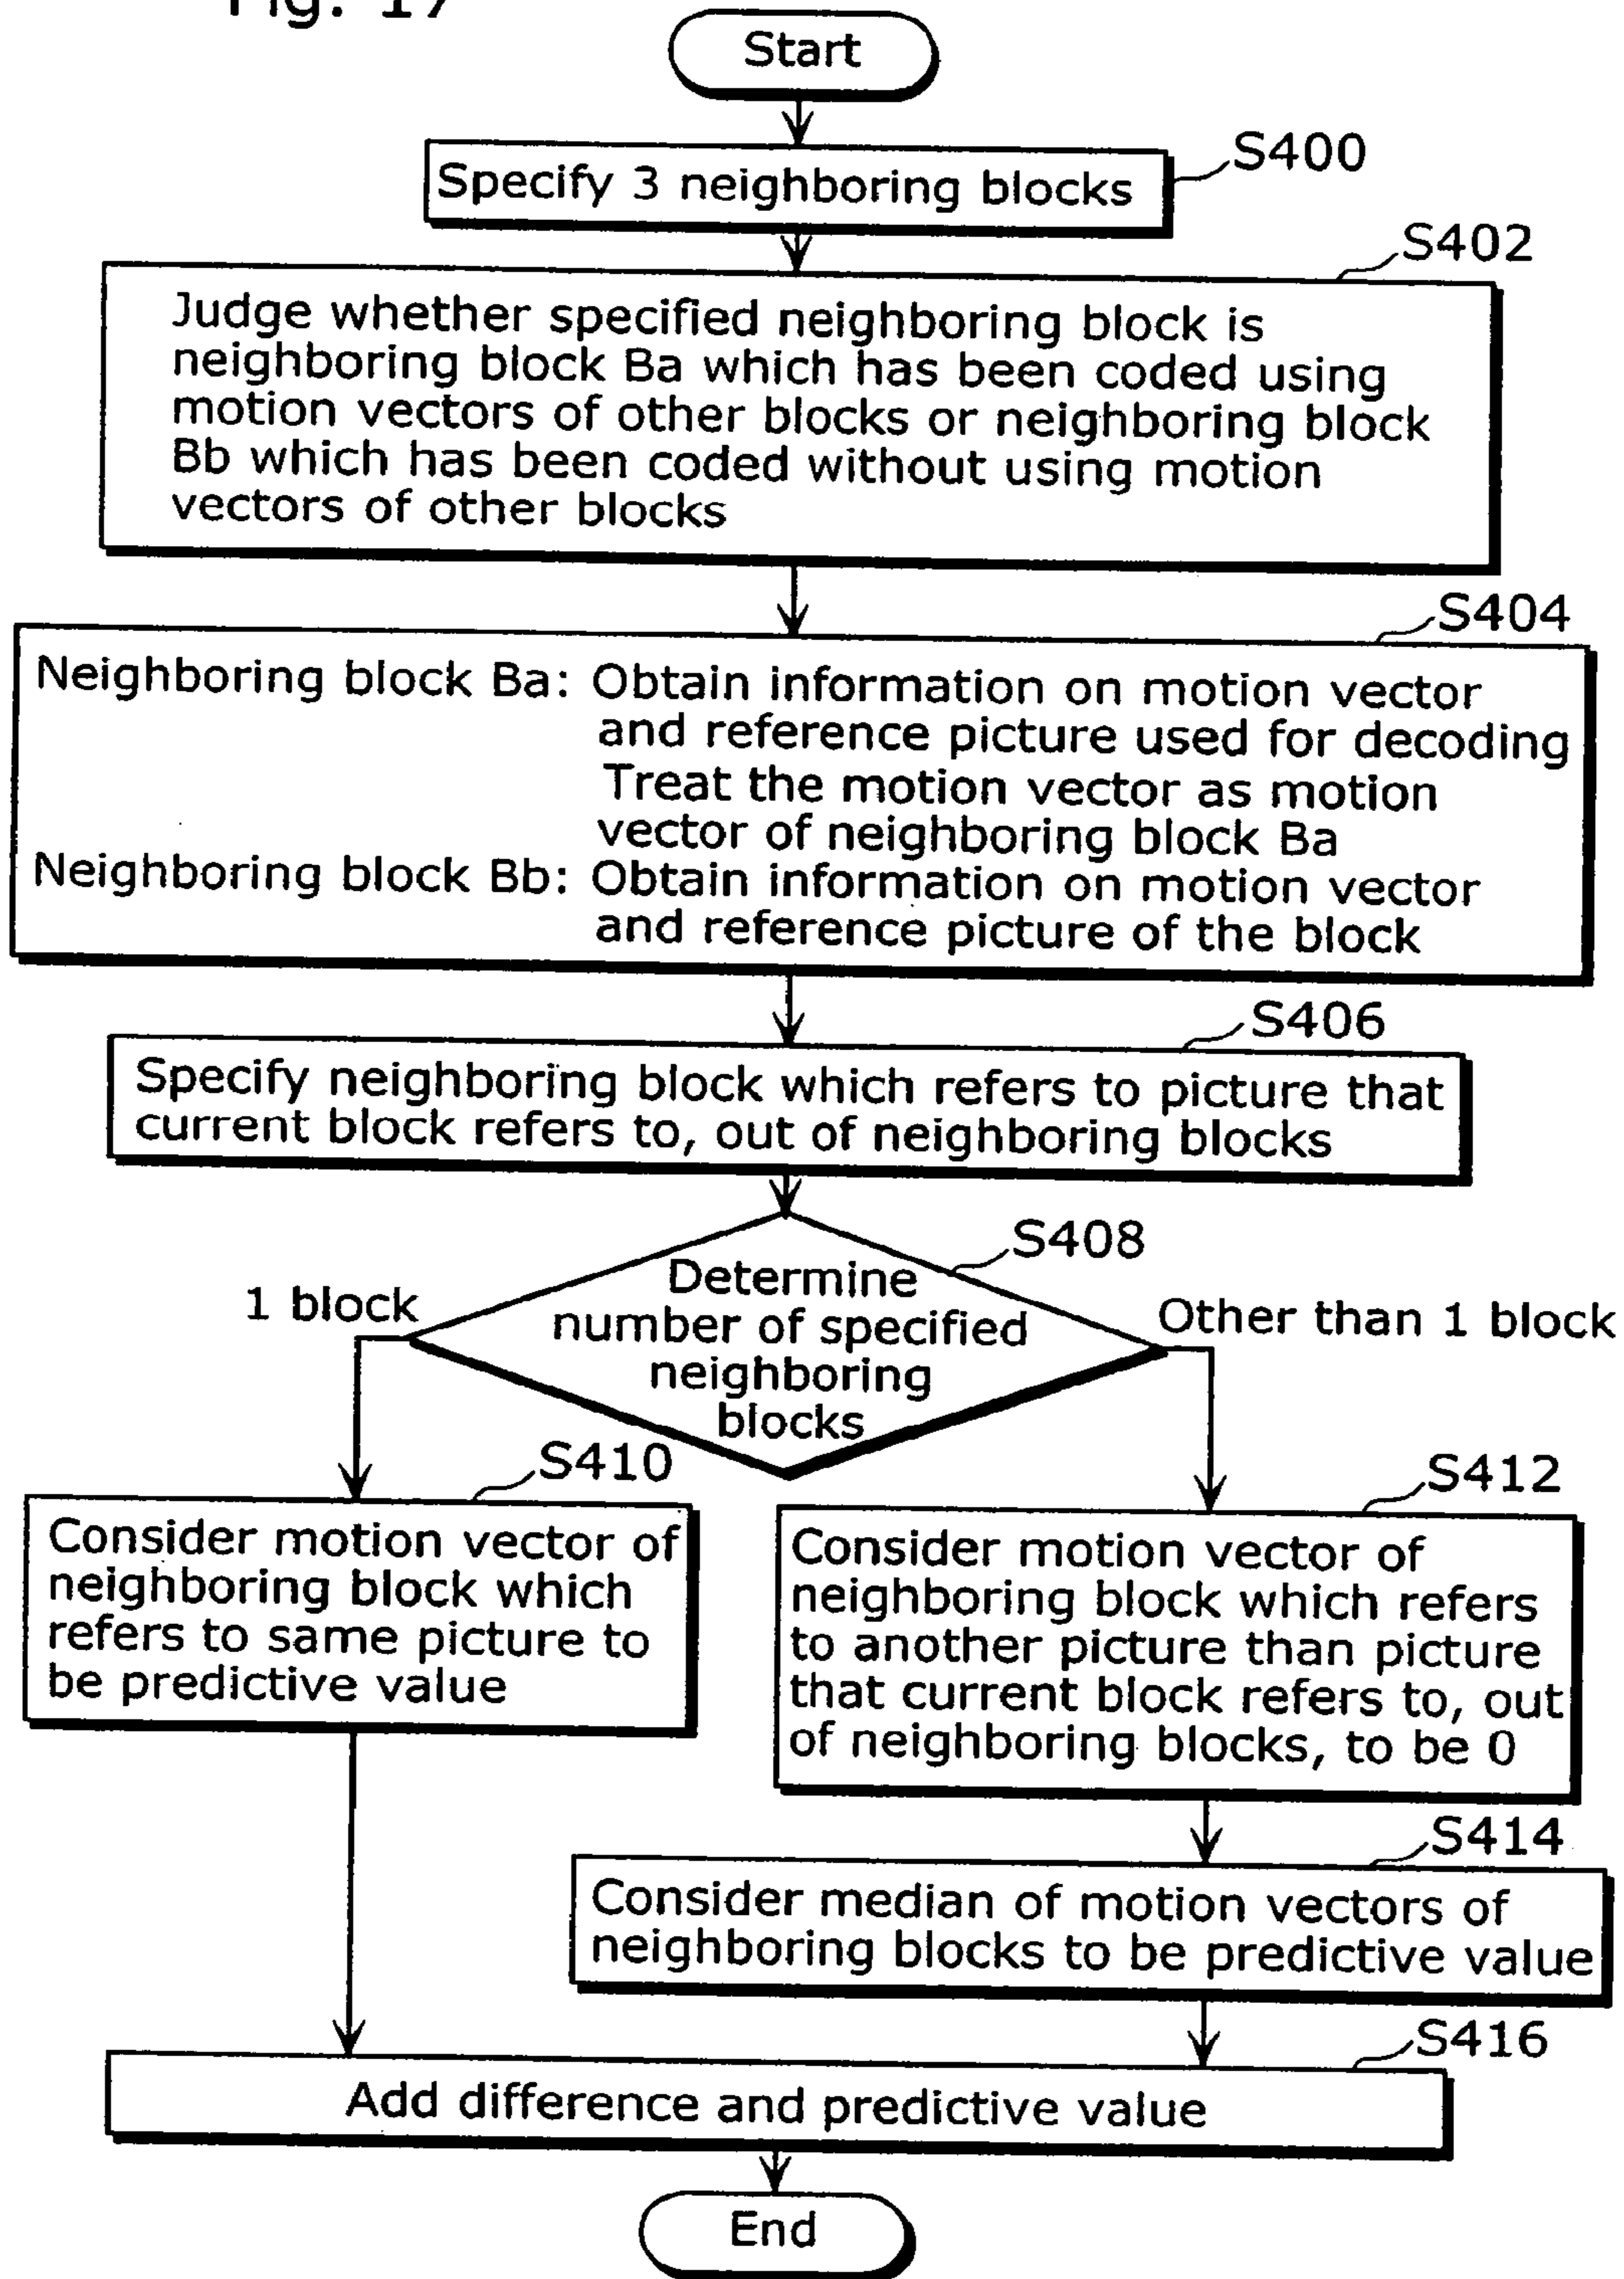 Fig. 17
Start
S400
Specify 3 neighboring blocks
S402
Judge whether specified neighboring block is
neighboring block Ba which has been coded using
motion vectors of other blocks or neighboring block
Bb which has been coded without using motion
vectors of other blocks
S404
Neighboring block Ba: Obtain information on motion vector
and reference picture used for decoding
Treat the motion vector as motion
vector of neighboring block Ba
Neighboring block Bb: Obtain information on motion vector
and reference picture of the block
S406
Specify neighboring block which refers to picture that
current block refers to, out of neighboring blocks
S408
Determine
number of specified
neighboring
blocks
1 block
Other than 1 block
S410
Consider motion vector of
neighboring block which
refers to same picture to
be predictive value
S412
Consider motion vector of
neighboring block which refers
to another picture than picture
that current block refers to, out
of neighboring blocks, to be 0
S414
Consider median of motion vectors of
neighboring blocks to be predictive value
S416
Add difference and predictive value
End